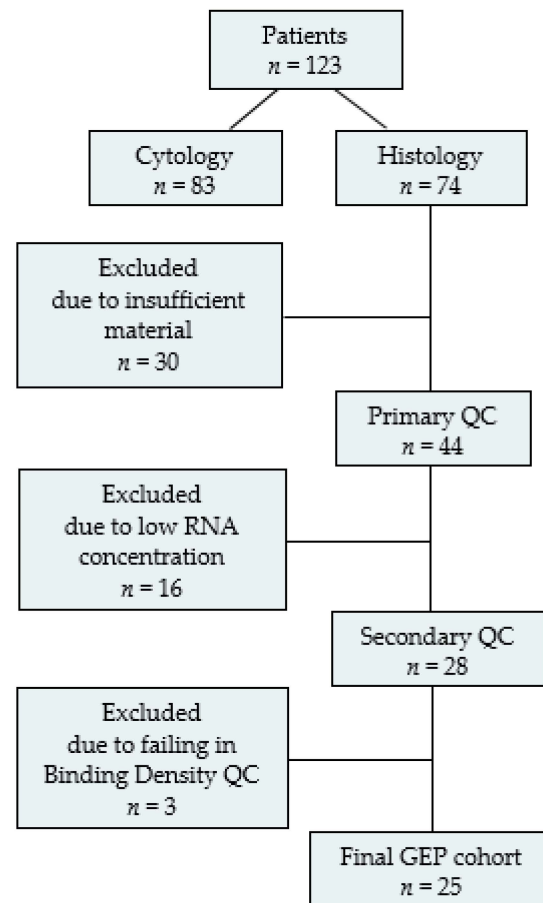 Patients
n = 123
Cytology
n = 83
Histology
n = 74
Excluded
due to insufficient
material
n = 30
Primary QC
n = 44
Excluded
due to low RNA
concentration
n = 16
Secondary QC
n = 28
Excluded
due to failing in
Binding Density QC
n = 3
Final GEP cohort
n = 25